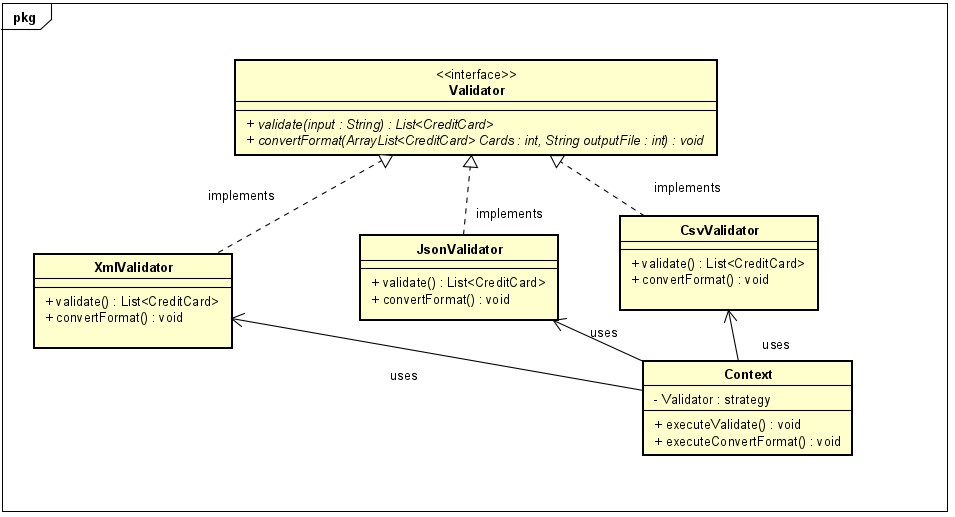 pkg
<<interface>>
Validator
+ validate(input : String) : List<CreditCard>
+ convertFormat(ArrayList<CreditCard> Cards : int, String outputFile : int) : void
implements
implements
implements
XmlValidator
+ validate() : List<CreditCard>
+ convertFormat() : void
JsonValidator
+ validate() : List<CreditCard>
+ convertFormat() : void
CsvValidator
+ validate() : List<CreditCard>
+ convertFormat() : void
uses
uses
uses
Context
- Validator : strategy
+ executeValidate() : void
+ executeConvertFormat() : void